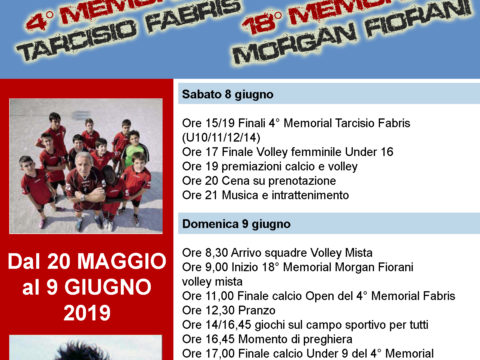 4° MEMOR
TARCISIO FABRIS
18° MEMOR
MORGAN FIORANI
Dal 20 MAGGIO
al 9 GIUGNO
2019
Sabato 8 giugno
Ore 15/19 Finali 4° Memorial Tarcisio Fabris
(U10/11/12/14)
Ore 17 Finale Volley femminile Under 16
Ore 19 premiazioni calcio e volley
Ore 20 Cena su prenotazione
Ore 21 Musica e intrattenimento
Domenica 9 giugno
Ore 8,30 Arrivo squadre Volley Mista
Ore 9,00 Inizio 18° Memorial Morgan Fiorani
volley mista
Ore 11,00 Finale calcio Open del 4° Memorial Fabris
Ore 12,30 Pranzo
Ore 14/16,45 giochi sul campo sportivo per tutti
Ore 16,45 Momento di preghiera
Ore 17,00 Finale calcio Under 9 del 4° Memorial